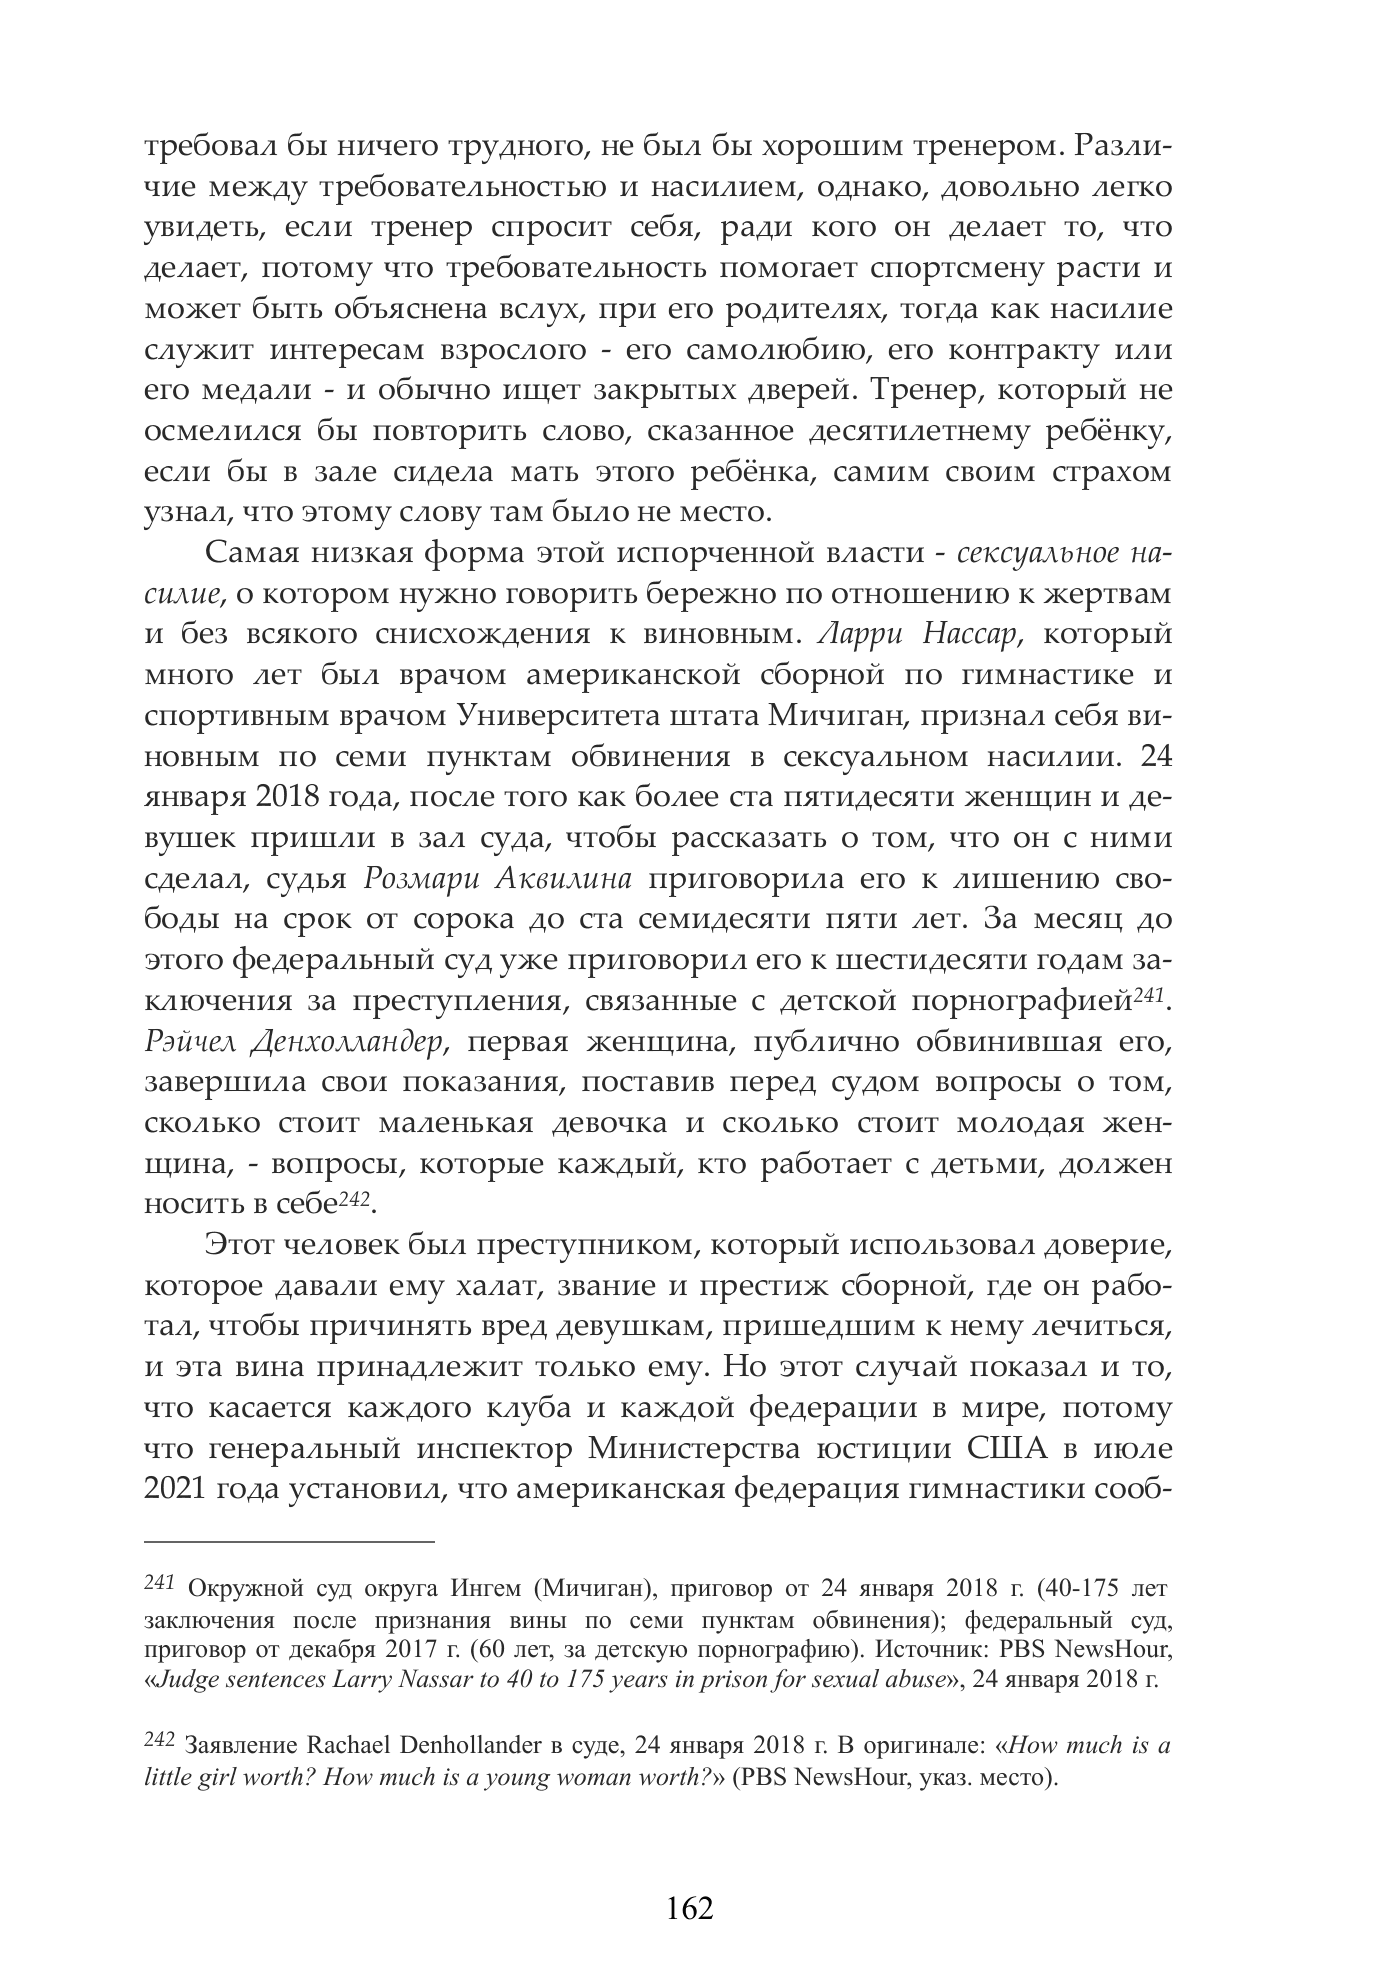 требовал бы ничего трудного, не был бы хорошим тренером. Разли-
чие между требовательностью и насилием, однако, довольно легко
увидеть, если тренер спросит себя, ради кого он делает то, что
делает, потому что требовательность помогает спортсмену расти и
может быть объяснена вслух, при его родителях, тогда как насилие
служит интересам взрослого - его самолюбию, его контракту или
его медали - и обычно ищет закрытых дверей. Тренер, который не
осмелился бы повторить слово, сказанное десятилетнему ребёнку,
если бы в зале сидела мать этого ребёнка, самим своим страхом
узнал, что этому слову там было не место.
Самая низкая форма этой испорченной власти - сексуальное на-
силие, о котором нужно говорить бережно по отношению к жертвам
и без всякого снисхождения к виновным. Ларри Нассар, который
много лет был врачом американской сборной по гимнастике и
спортивным врачом Университета штата Мичиган, признал себя ви-
новным по семи пунктам обвинения в сексуальном насилии. 24
января 2018 года, после того как более ста пятидесяти женщин и де-
вушек пришли в зал суда, чтобы рассказать о том, что он с ними
сделал, судья Розмари Аквилина приговорила его к лишению сво-
боды на срок от сорока до ста семидесяти пяти лет. За месяц до
этого федеральный суд уже приговорил его к шестидесяти годам за-
ключения за преступления, связанные с детской порнографией241.
Рэйчел Денхолландер, первая женщина, публично обвинившая его,
завершила свои показания, поставив перед судом вопросы о том,
сколько стоит маленькая девочка и сколько стоит молодая жен-
щина, - вопросы, которые каждый, кто работает с детьми, должен
носить в себе242.
Этот человек был преступником, который использовал доверие,
которое давали ему халат, звание и престиж сборной, где он рабо-
тал, чтобы причинять вред девушкам, пришедшим к нему лечиться,
и эта вина принадлежит только ему. Но этот случай показал и то,
что касается каждого клуба и каждой федерации в мире, потому
что генеральный инспектор Министерства юстиции США в июле
2021 года установил, что американская федерация гимнастики сооб-
241 Окружной суд округа Ингем (Мичиган), приговор от 24 января 2018 г. (40-175 лет
заключения после признания вины по семи пунктам обвинения); федеральный суд,
приговор от декабря 2017 г. (60 лет, за детскую порнографию). Источник: PBS NewsHour,
«Judge sentences Larry Nassar to 40 to 175 years in prison for sexual abuse», 24 января 2018 г.
242 Заявление Rachael Denhollander в суде, 24 января 2018 г. В оригинале: «How much is a
little girl worth? How much is a young woman worth?» (PBS NewsHour, указ. место).
162